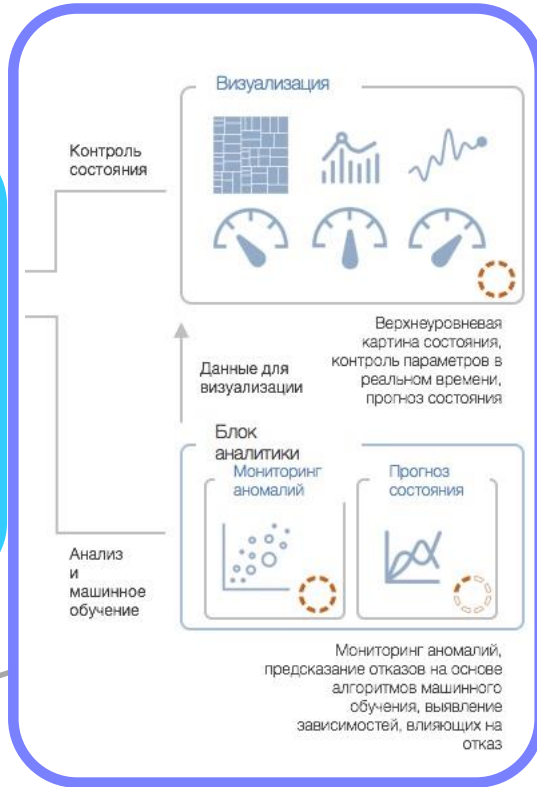 Визуализация
Контроль
состояния
Верхнеуровневая
картина состояния,
контроль параметров в
реальном времени,
прогноз состояния
Данные для
визуализации
Блок
аналитики
Мониторинг
аномалий
Прогноз
состояния
Анализ
и
машинное
обучение
Мониторинг аномалий,
предсказание отказов на основе
алгоритмов машинного
обучения, выявление
зависимостей, влияющих на
отказ